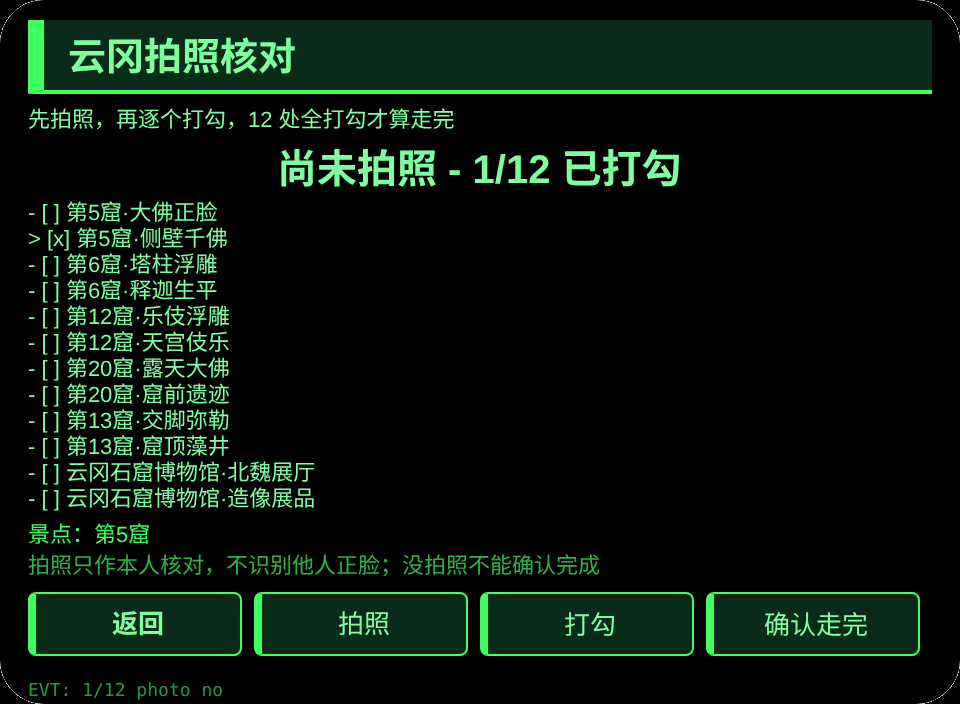 云冈拍照核对
先拍照，再逐个打勾，12 处全打勾才算走完
尚未拍照 - 1/12 已打勾
- [ ] 第5窟·大佛正脸
> [x] 第5窟·侧壁千佛
- [ ] 第6窟·塔柱浮雕
- [ ] 第6窟·释迦生平
- [ ] 第12窟·乐伎浮雕
- [ ] 第12窟·天宫伎乐
- [ ] 第20窟·露天大佛
- [ ] 第20窟·窟前遗迹
- [ ] 第13窟·交脚弥勒
- [ ] 第13窟·窟顶藻井
- [ ] 云冈石窟博物馆·北魏展厅
- [ ] 云冈石窟博物馆·造像展品
景点：第5窟
拍照只作本人核对，不识别他人正脸；没拍照不能确认完成
返回 拍照 打勾 确认走完
EVT: 1/12 photo no